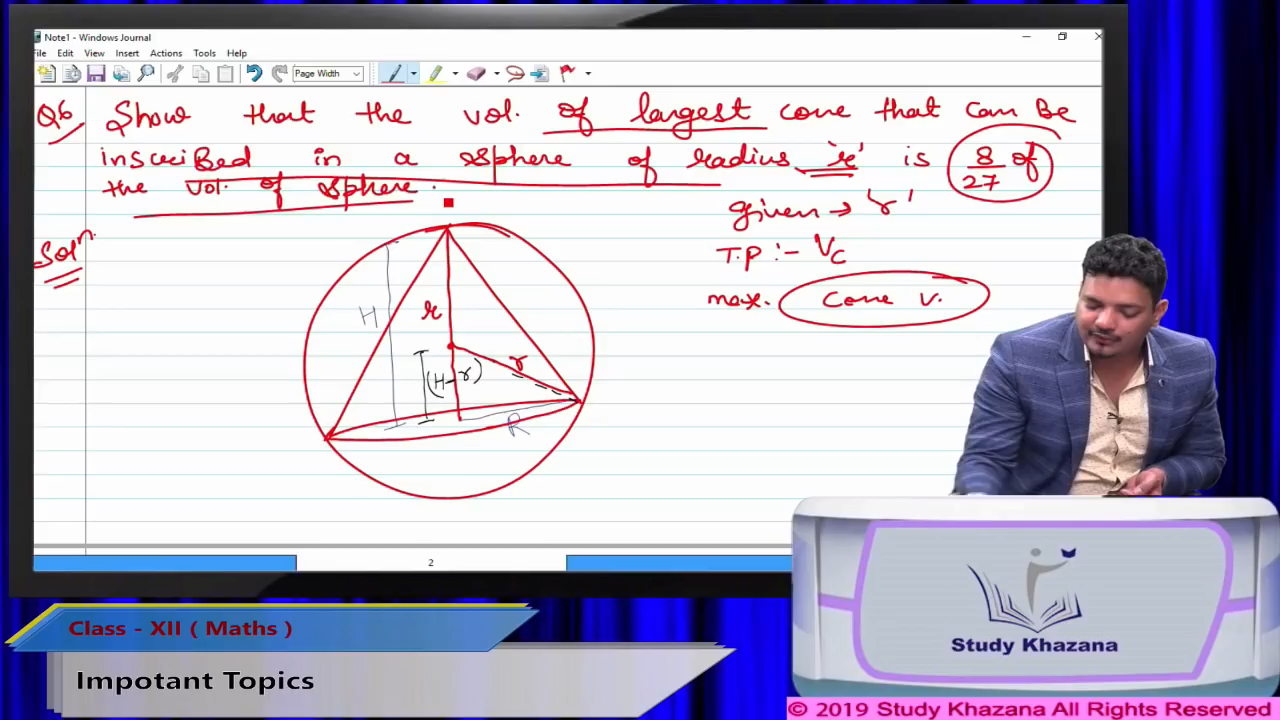 Note1 - Windows Journal
File Edit View Insert Actions Tools Help
Page Width
Q6 Show that the vol. of largest cone that can Be
inscriBed in a sphere of radius 'r' is 8/27 of
the vol. of sphere.
given → 'r'
Solⁿ.
T.P :- Vc
max. Cone v.
H
r
r
(H-r)
R
2
Class - XII ( Maths )
Impotant Topics
Study Khazana
© 2019 Study Khazana All Rights Reserved